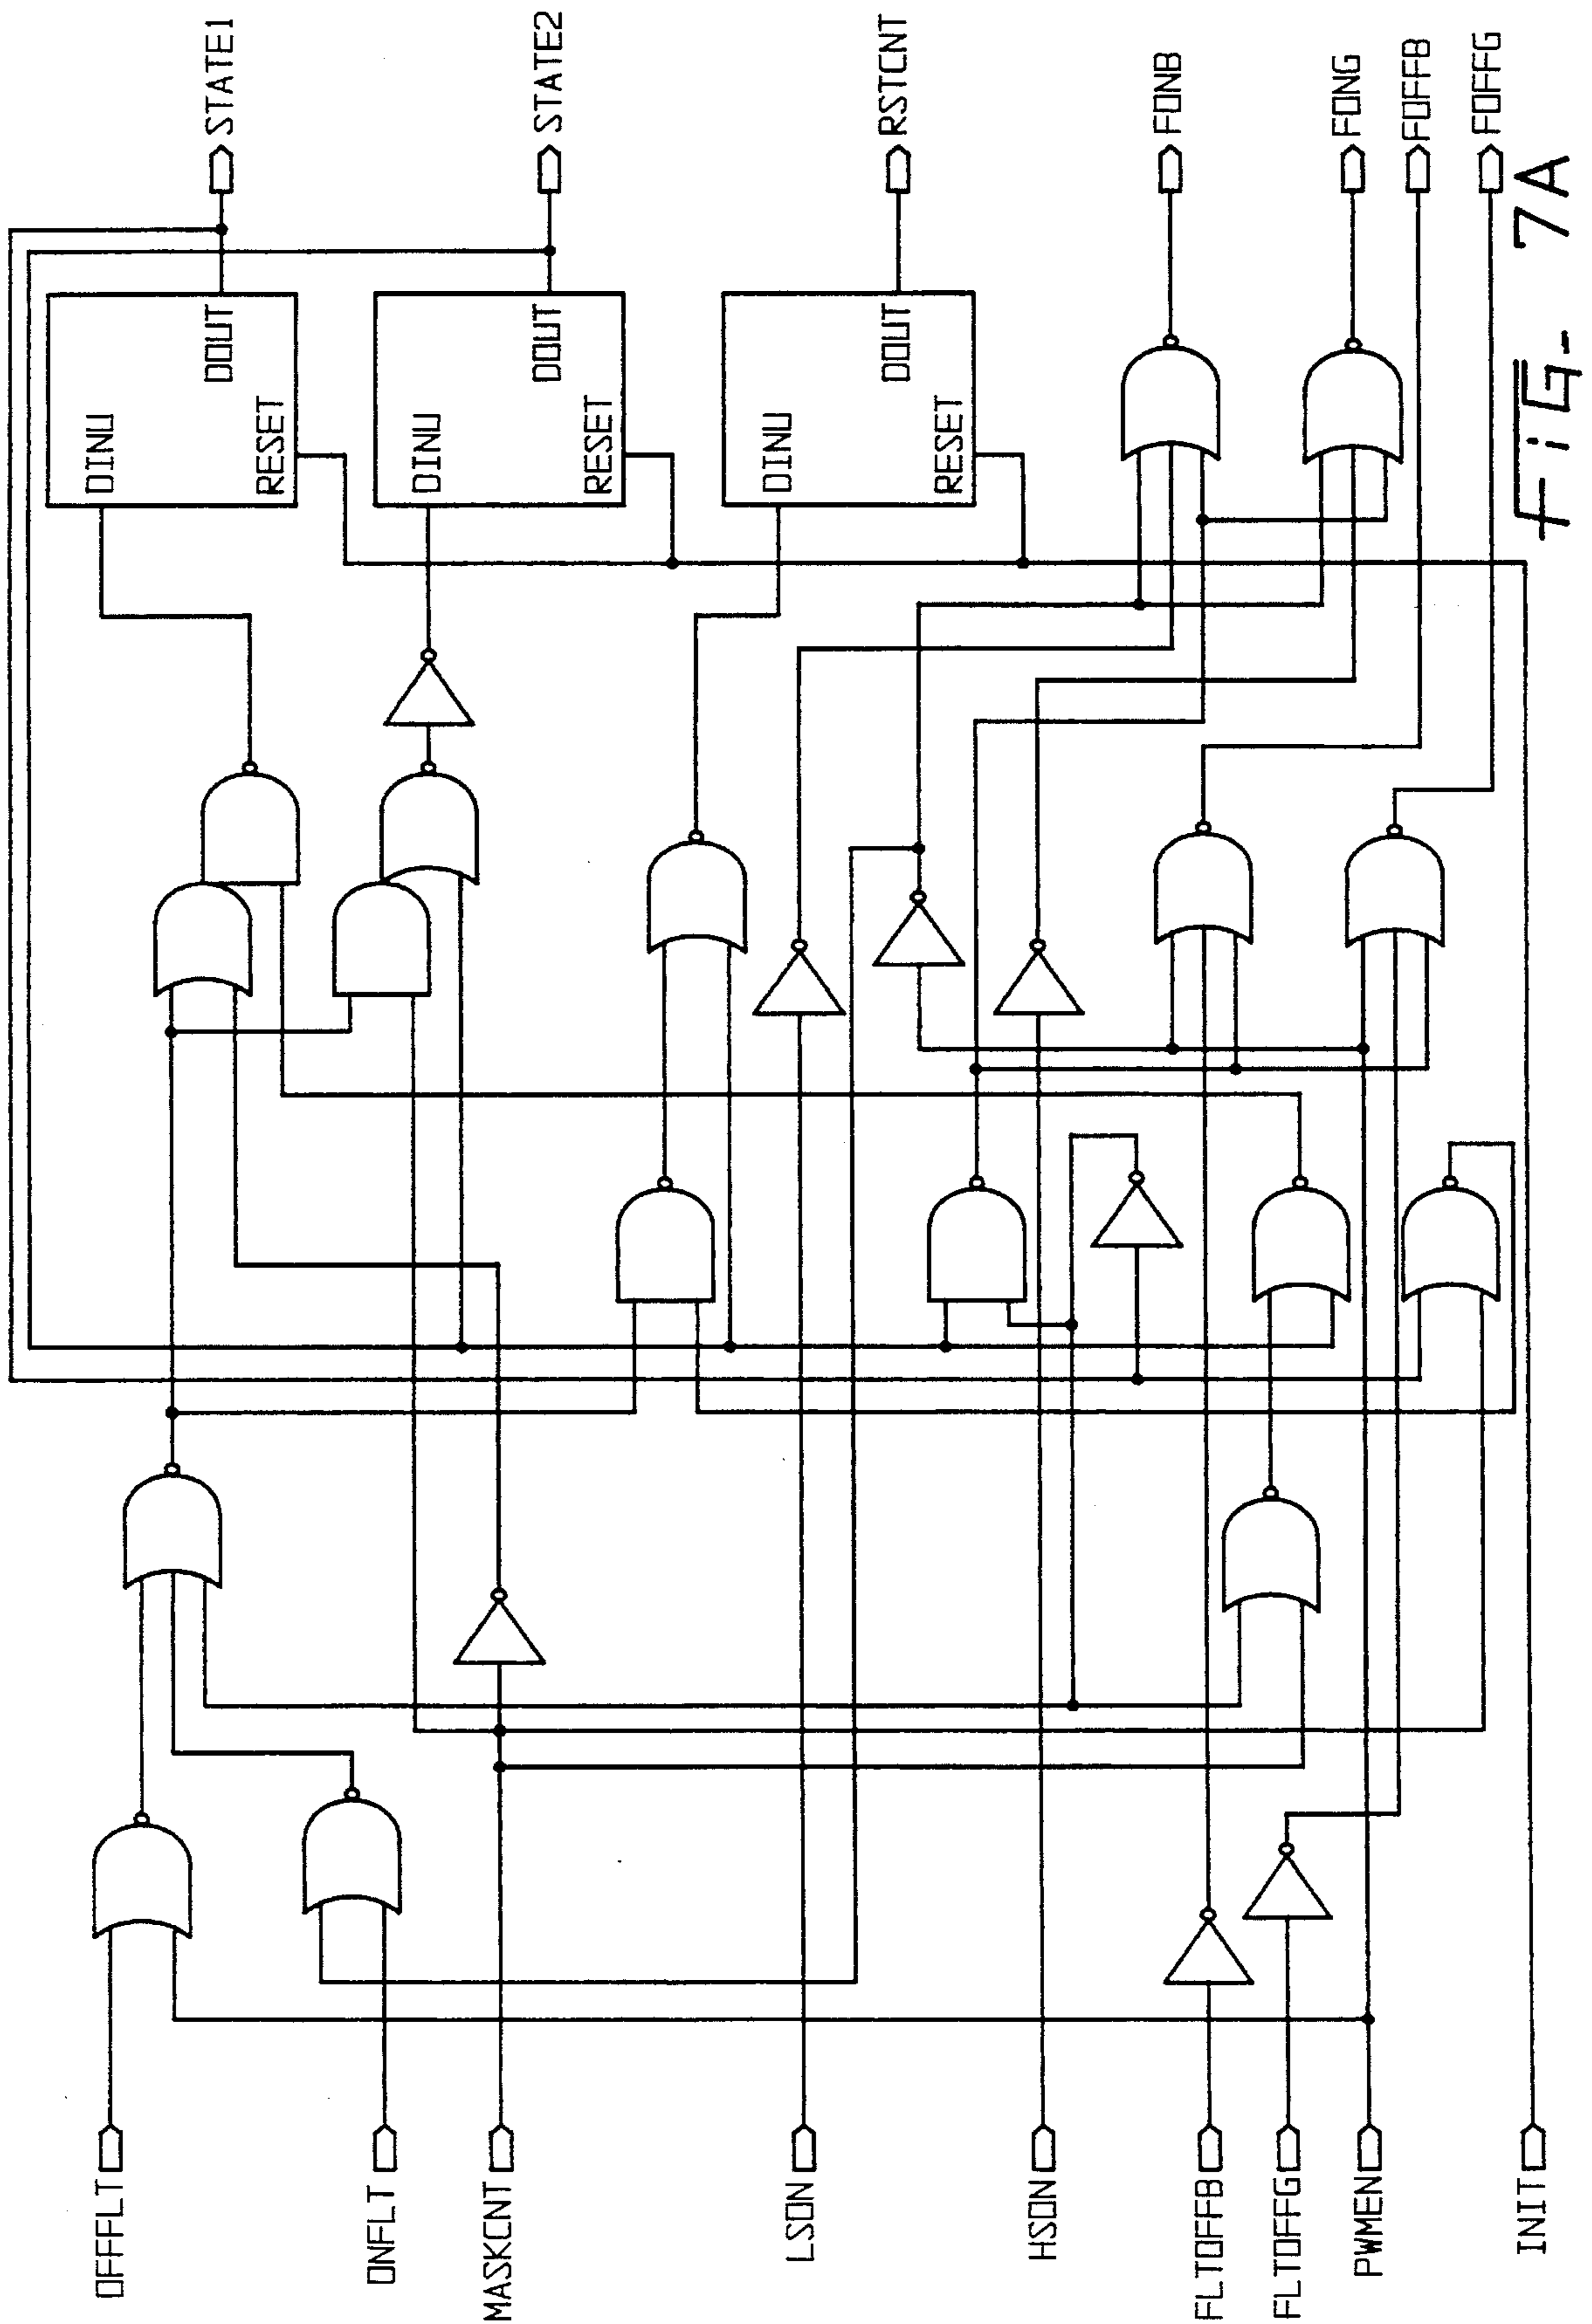 OFFFLT
ONFLT
MASKCNT
LSON
HSON
FLTOFFB
FLTOFFG
PWMEN
INIT
DINU
DOUT
RESET
DINU
DOUT
RESET
DINU
DOUT
RESET
STATE1
STATE2
RSTCNT
FONB
FONG
FOFFB
FOFFG
FiG- 7A